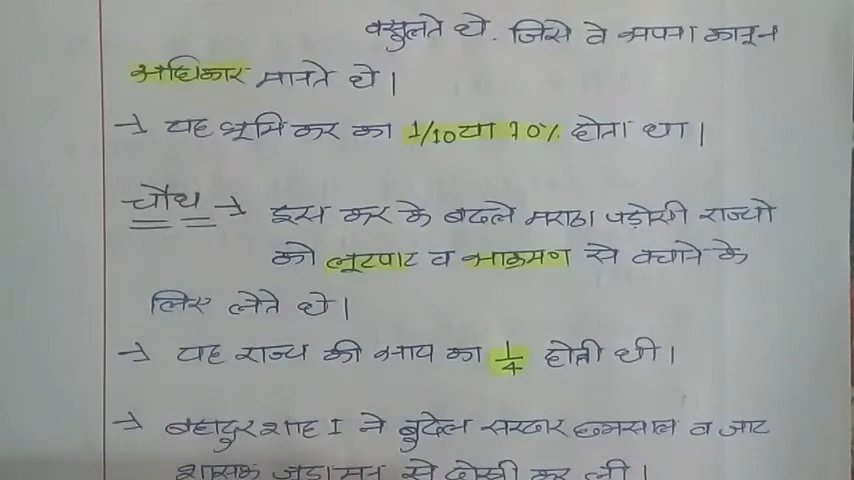 वसुलते थे. जिसे वे अपना कानून
अधिकार मानते थे।
→ यह भूमि कर का 1/10 या 10% होता था।
चौथ → इस कर के बदले मराठा पड़ोसी राज्यो
को लूटपाट व आक्रमण से बचाने के
लिए लेते थे।
→ यह राज्य की आय का 1/4 होती थी।
→ बहादुरशाह I ने बुंदेल सरदार छत्रसाल व जाट
शासक चूड़ामन से दोस्ती कर ली।